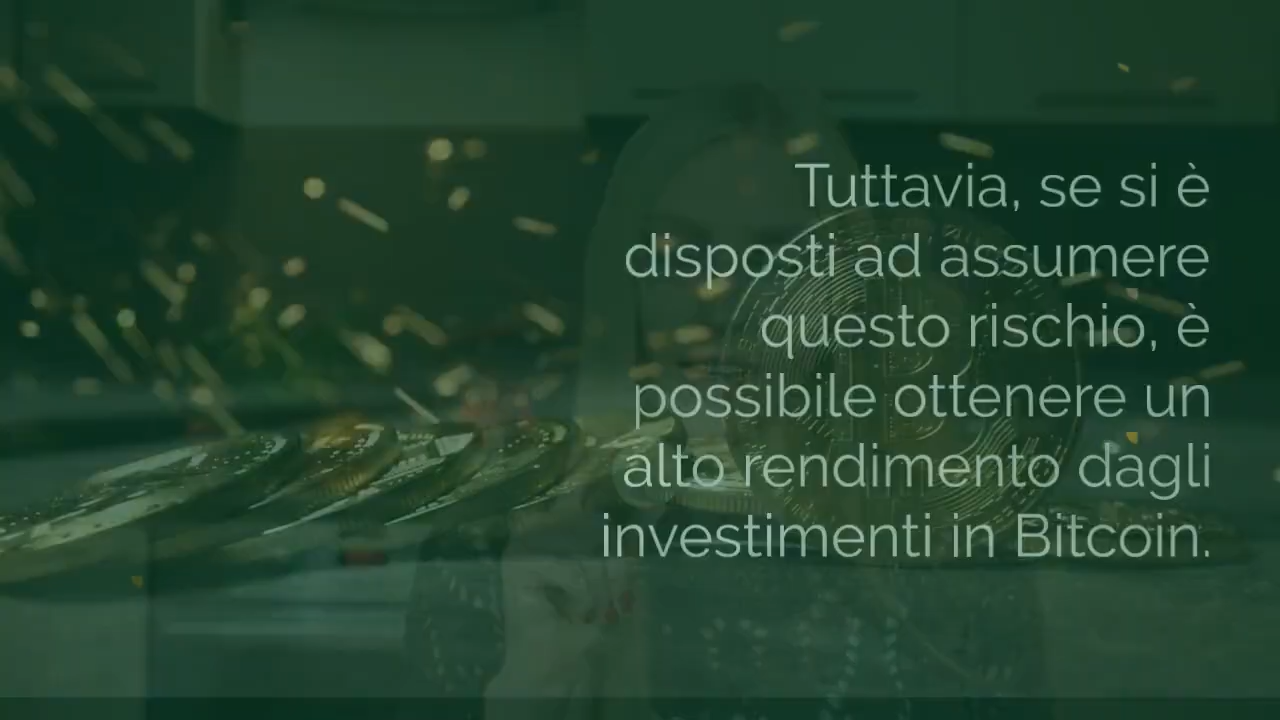 Tuttavia, se si è
disposti ad assumere
questo rischio, è
possibile ottenere un
alto rendimento dagli
investimenti in Bitcoin.